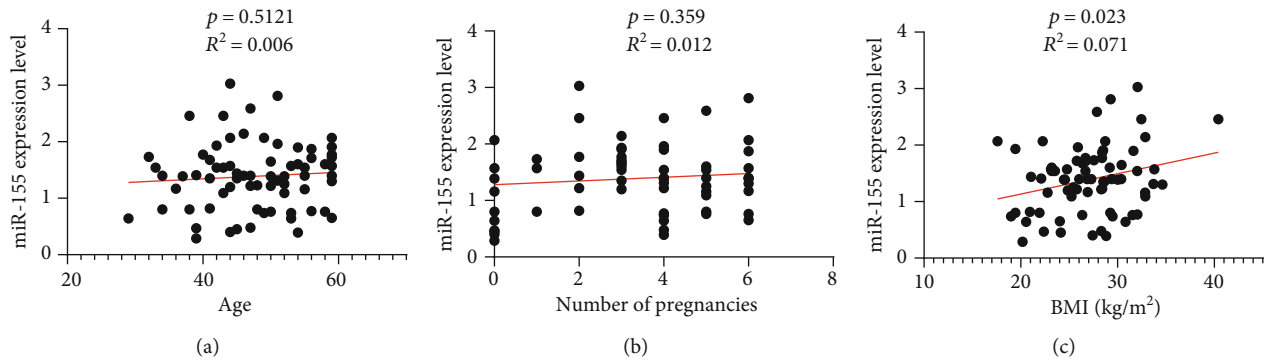 p = 0.5121
R² = 0.006
miR-155 expression level
4
3
2
1
0
20
40
60
Age
(a)
p = 0.359
R² = 0.012
miR-155 expression level
4
3
2
1
0
0
2
4
6
8
Number of pregnancies
(b)
p = 0.023
R² = 0.071
miR-155 expression level
4
3
2
1
0
10
20
30
40
BMI (kg/m²)
(c)